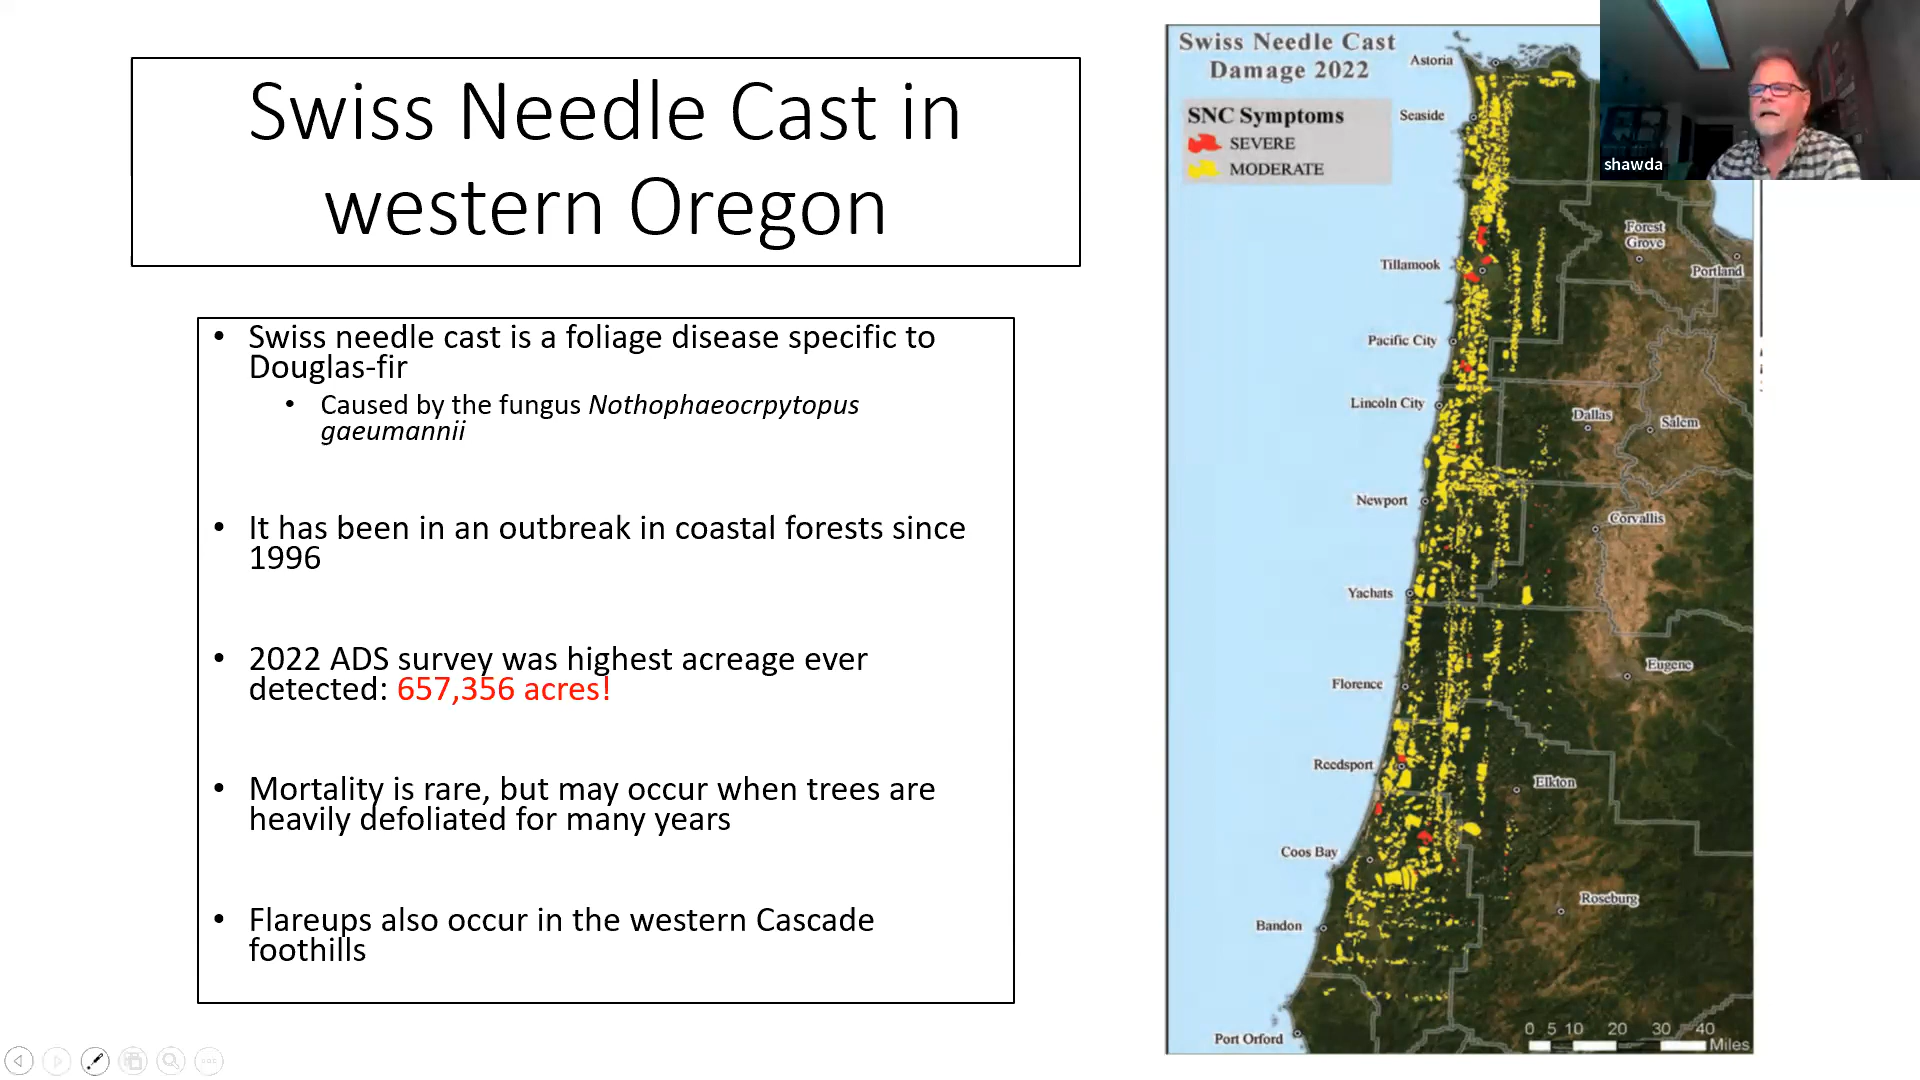 Swiss Needle Cast in
western Oregon
• Swiss needle cast is a foliage disease specific to
Douglas-fir
• Caused by the fungus Nothophaeocrpytopus
gaeumannii
• It has been in an outbreak in coastal forests since
1996
• 2022 ADS survey was highest acreage ever
detected: 657,356 acres!
• Mortality is rare, but may occur when trees are
heavily defoliated for many years
• Flareups also occur in the western Cascade
foothills
Swiss Needle Cast
Damage 2022
SNC Symptoms
SEVERE
MODERATE
Astoria
Seaside
Tillamook
Pacific City
Lincoln City
Newport
Yachats
Florence
Reedsport
Coos Bay
Bandon
Port Orford
Forest
Grove
Portland
Dallas
Salem
Corvallis
Eugene
Elkton
Roseburg
0 5 10 20 30 40
Miles
shawda